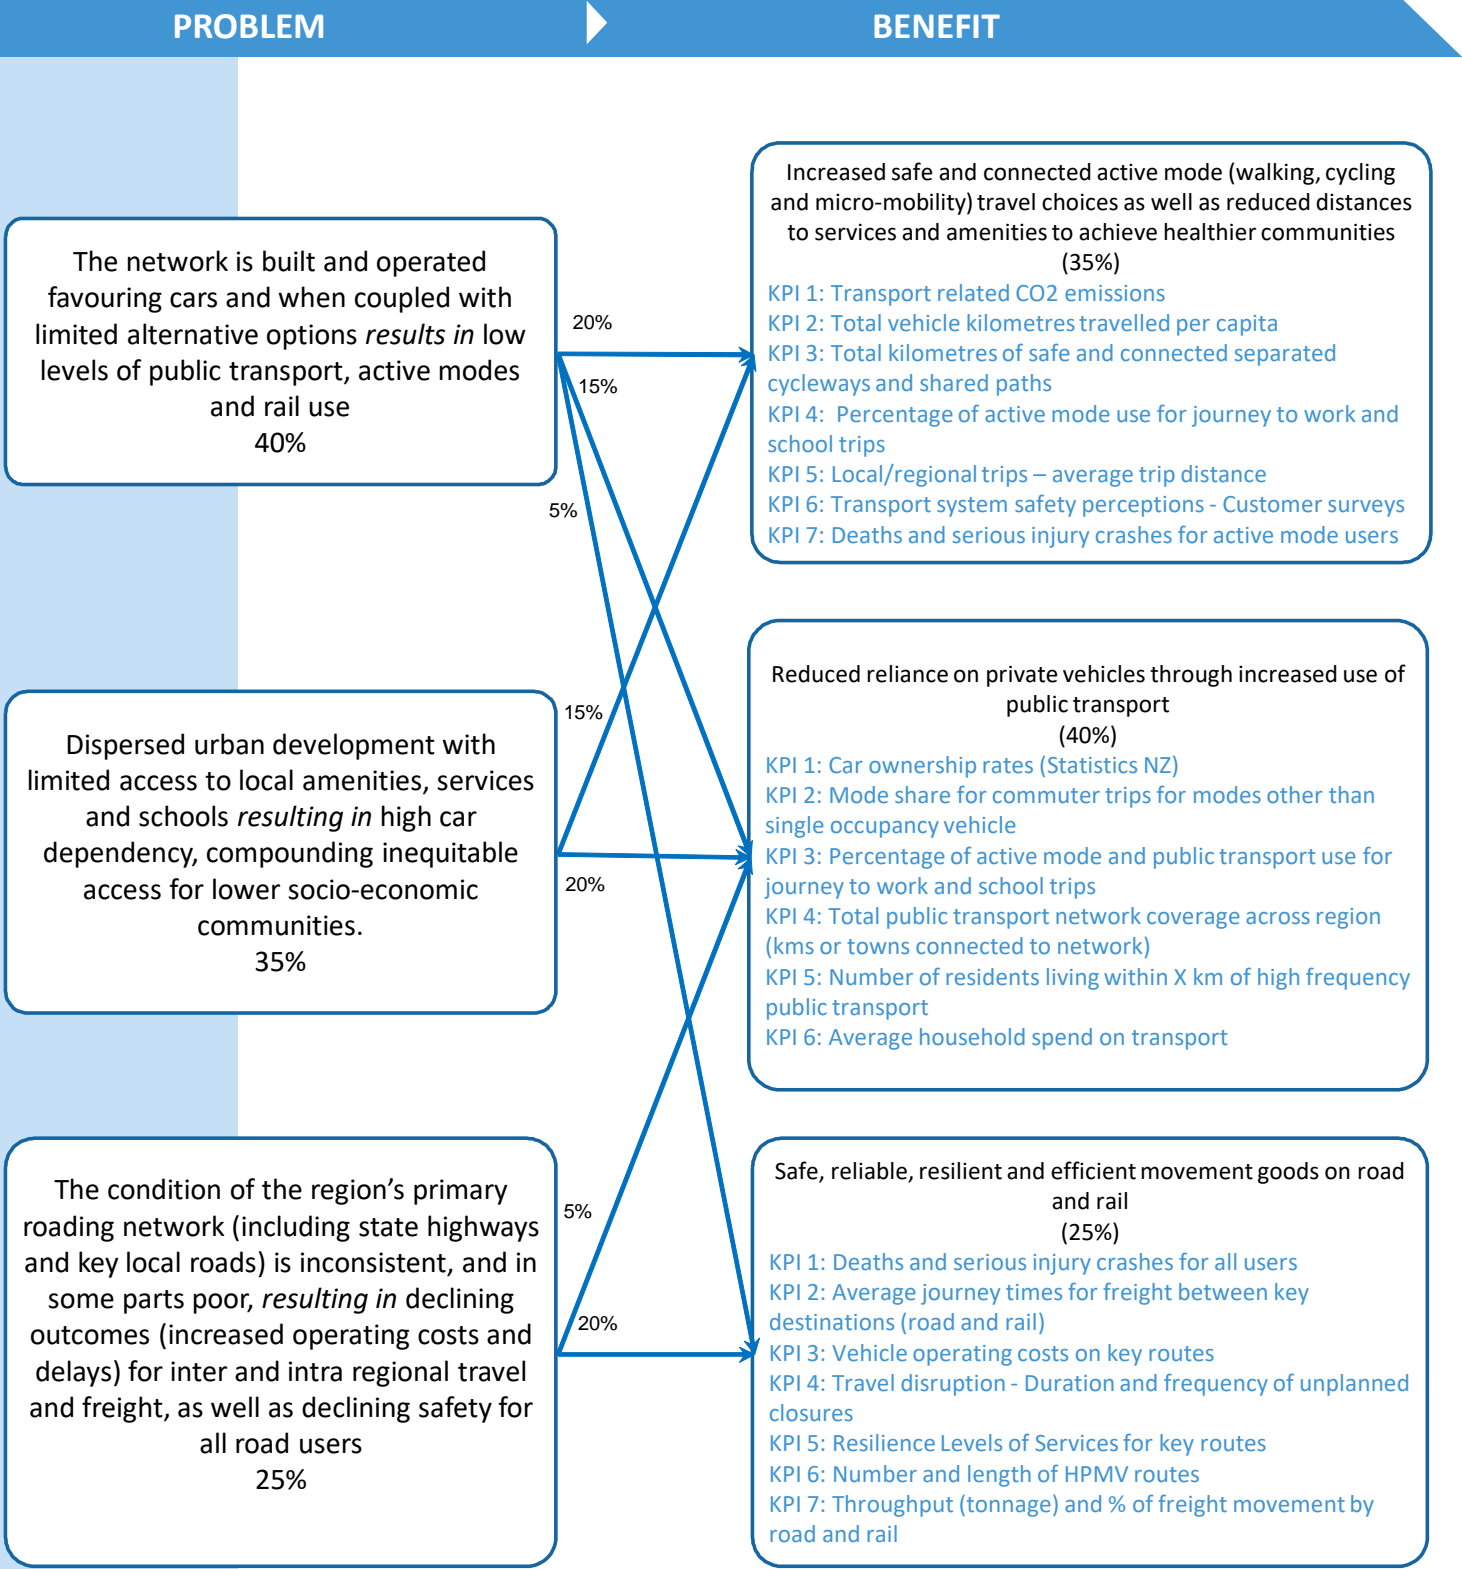 PROBLEM
BENEFIT
The network is built and operated
favouring cars and when coupled with
limited alternative options results in low
levels of public transport, active modes
and rail use
40%
Dispersed urban development with
limited access to local amenities, services
and schools resulting in high car
dependency, compounding inequitable
access for lower socio-economic
communities.
35%
The condition of the region’s primary
roading network (including state highways
and key local roads) is inconsistent, and in
some parts poor, resulting in declining
outcomes (increased operating costs and
delays) for inter and intra regional travel
and freight, as well as declining safety for
all road users
25%
20%
15%
5%
15%
20%
5%
20%
Increased safe and connected active mode (walking, cycling
and micro-mobility) travel choices as well as reduced distances
to services and amenities to achieve healthier communities
(35%)
KPI 1: Transport related CO2 emissions
KPI 2: Total vehicle kilometres travelled per capita
KPI 3: Total kilometres of safe and connected separated
cycleways and shared paths
KPI 4: Percentage of active mode use for journey to work and
school trips
KPI 5: Local/regional trips – average trip distance
KPI 6: Transport system safety perceptions - Customer surveys
KPI 7: Deaths and serious injury crashes for active mode users
Reduced reliance on private vehicles through increased use of
public transport
(40%)
KPI 1: Car ownership rates (Statistics NZ)
KPI 2: Mode share for commuter trips for modes other than
single occupancy vehicle
KPI 3: Percentage of active mode and public transport use for
journey to work and school trips
KPI 4: Total public transport network coverage across region
(kms or towns connected to network)
KPI 5: Number of residents living within X km of high frequency
public transport
KPI 6: Average household spend on transport
Safe, reliable, resilient and efficient movement goods on road
and rail
(25%)
KPI 1: Deaths and serious injury crashes for all users
KPI 2: Average journey times for freight between key
destinations (road and rail)
KPI 3: Vehicle operating costs on key routes
KPI 4: Travel disruption - Duration and frequency of unplanned
closures
KPI 5: Resilience Levels of Services for key routes
KPI 6: Number and length of HPMV routes
KPI 7: Throughput (tonnage) and % of freight movement by
road and rail